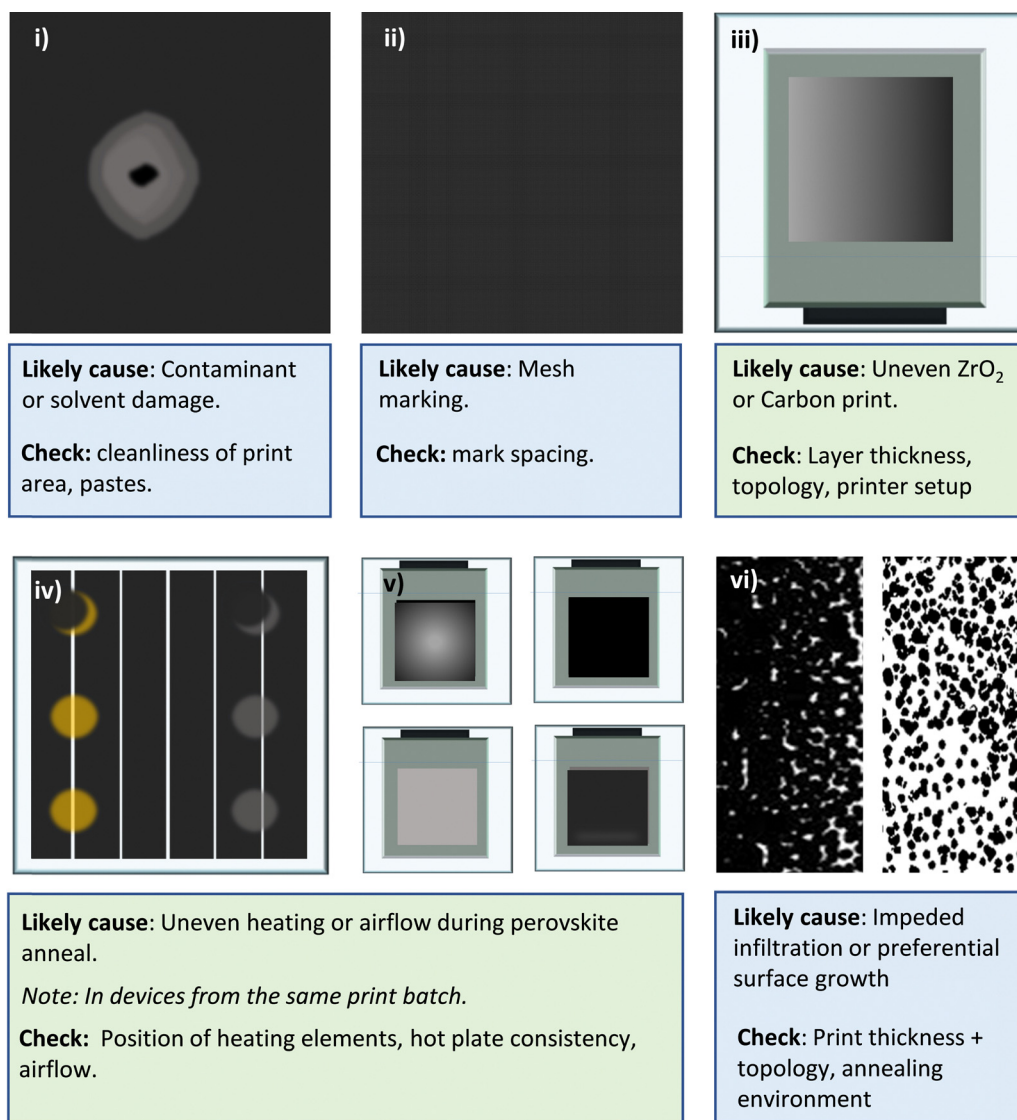 i)
ii)
iii)
Likely cause: Contaminant
or solvent damage.
Check: cleanliness of print
area, pastes.
Likely cause: Mesh
marking.
Check: mark spacing.
Likely cause: Uneven ZrO₂
or Carbon print.
Check: Layer thickness,
topology, printer setup
iv)
v)
vi)
Likely cause: Uneven heating or airflow during perovskite
anneal.
Note: In devices from the same print batch.
Check: Position of heating elements, hot plate consistency,
airflow.
Likely cause: Impeded
infiltration or preferential
surface growth
Check: Print thickness +
topology, annealing
environment